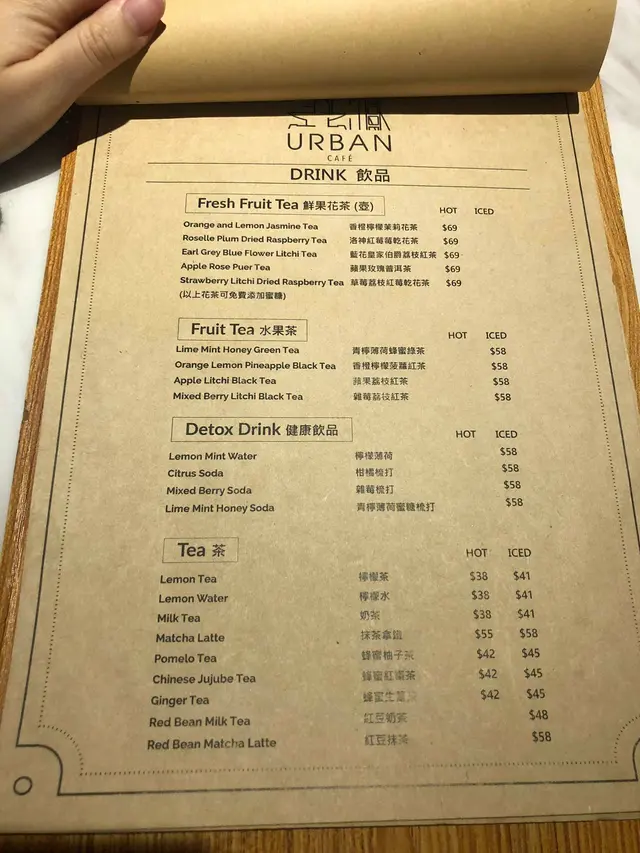 URBAN
CAFÉ
DRINK 飲品
Fresh Fruit Tea 鮮果花茶 (壺) HOT ICED
Orange and Lemon Jasmine Tea 香橙檸檬茉莉花茶 $69
Roselle Plum Dried Raspberry Tea 洛神紅莓莓乾花茶 $69
Earl Grey Blue Flower Litchi Tea 藍花皇家伯爵荔枝紅茶 $69
Apple Rose Puer Tea 蘋果玫瑰普洱茶 $69
Strawberry Litchi Dried Raspberry Tea 草莓荔枝紅莓乾花茶 $69
(以上花茶可免費添加蜜糖)
Fruit Tea 水果茶 HOT ICED
Lime Mint Honey Green Tea 青檸薄荷蜂蜜綠茶 $58
Orange Lemon Pineapple Black Tea 香橙檸檬菠蘿紅茶 $58
Apple Litchi Black Tea 蘋果荔枝紅茶 $58
Mixed Berry Litchi Black Tea 雜莓荔枝紅茶 $58
Detox Drink 健康飲品 HOT ICED
Lemon Mint Water 檸檬薄荷 $58
Citrus Soda 柑橘梳打 $58
Mixed Berry Soda 雜莓梳打 $58
Lime Mint Honey Soda 青檸薄荷蜜糖梳打 $58
Tea 茶 HOT ICED
Lemon Tea 檸檬茶 $38 $41
Lemon Water 檸檬水 $38 $41
Milk Tea 奶茶 $38 $41
Matcha Latte 抹茶拿鐵 $55 $58
Pomelo Tea 蜂蜜柚子茶 $42 $45
Chinese Jujube Tea 蜂蜜紅棗茶 $42 $45
Ginger Tea 蜂蜜生薑茶 $42 $45
Red Bean Milk Tea 紅豆奶茶 $48
Red Bean Matcha Latte 紅豆抹茶 $58